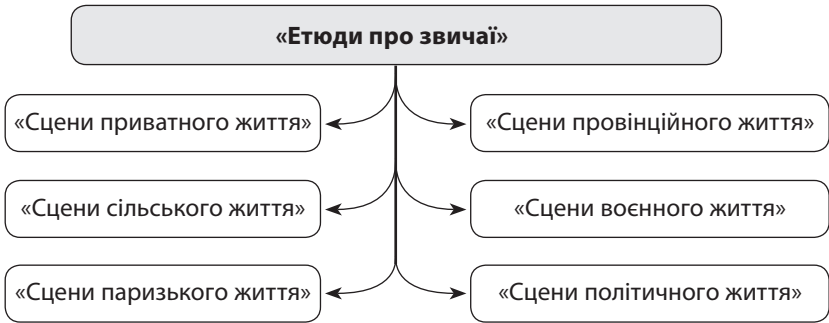 «Етюди про звичаї»
«Сцени приватного життя»
«Сцени провінційного життя»
«Сцени сільського життя»
«Сцени воєнного життя»
«Сцени паризького життя»
«Сцени політичного життя»